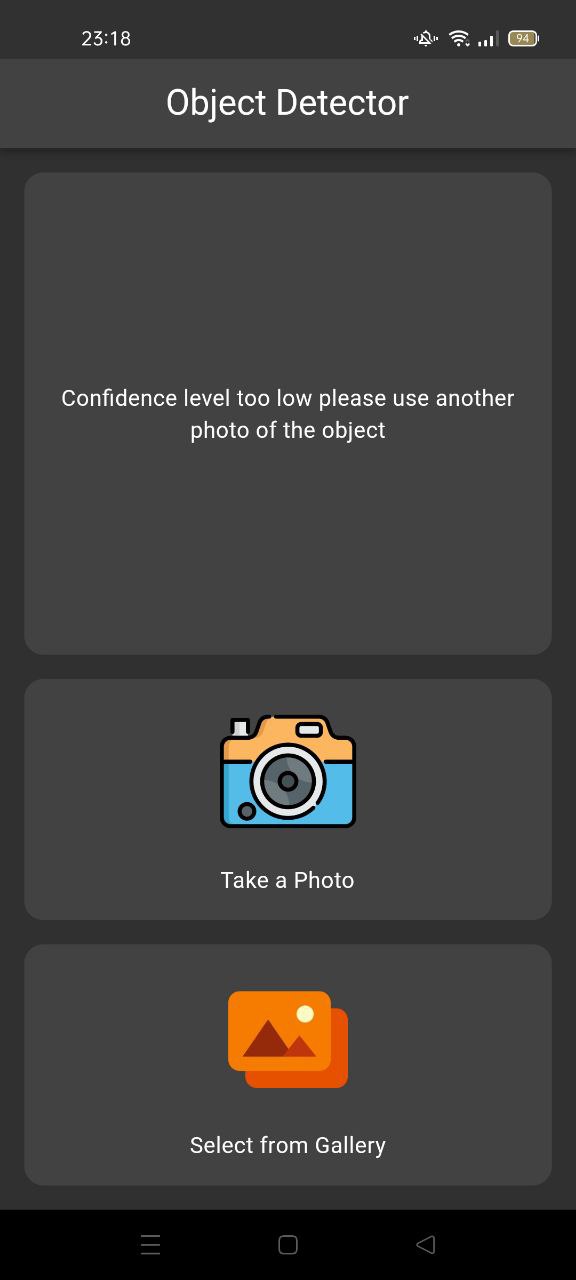 23:18
94
Object Detector
Confidence level too low please use another
photo of the object
Take a Photo
Select from Gallery